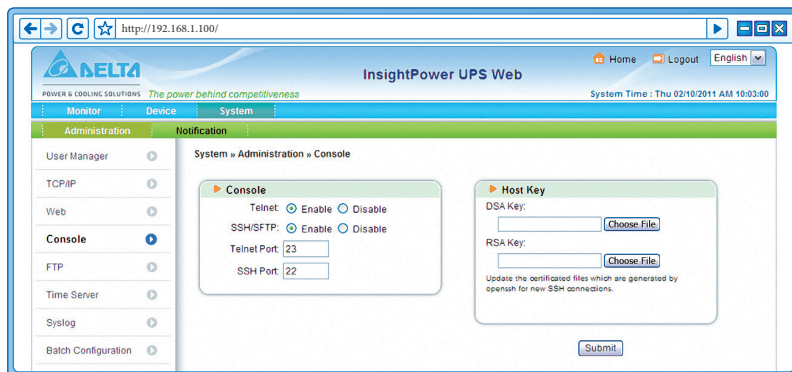 http://192.168.1.100/
DELTA
POWER & COOLING SOLUTIONS The power behind competitiveness
InsightPower UPS Web
Home Logout English
System Time : Thu 02/10/2011 AM 10:03:00
Monitor Device System
Administration Notification
User Manager
TCP/IP
Web
Console
FTP
Time Server
Syslog
Batch Configuration
System » Administration » Console
Console
Telnet: Enable Disable
SSH/SFTP: Enable Disable
Telnet Port: 23
SSH Port: 22
Host Key
DSA Key:
Choose File
RSA Key:
Choose File
Update the certificated files which are generated by
openssh for new SSH connections.
Submit